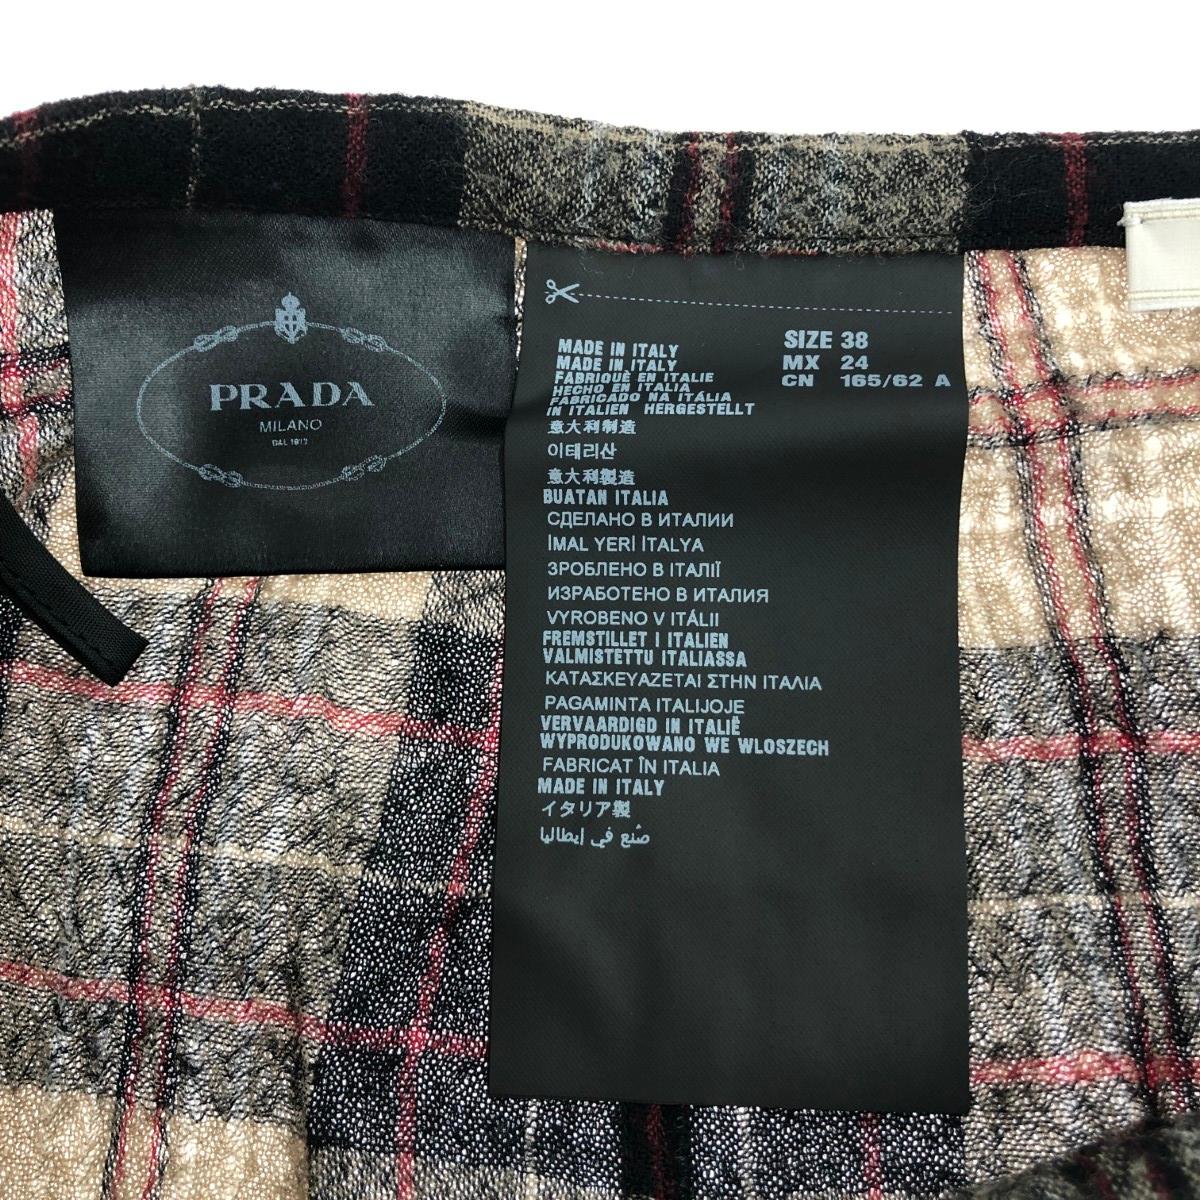 PRADA
MILANO
DAL 1913
MADE IN ITALY
MADE IN ITALY
FABRIQUÉ EN ITALIE
HECHO EN ITALIA
FABRICADO NA ITÁLIA
IN ITALIEN HERGESTELLT
意大利制造
이태리산
意大利製造
BUATAN ITALIA
СДЕЛАНО В ИТАЛИИ
İMAL YERİ İTALYA
ЗРОБЛЕНО В ІТАЛІЇ
ИЗРАБОТЕНО В ИТАЛИЯ
VYROBENO V ITÁLII
FREMSTILLET I ITALIEN
VALMISTETTU ITALIASSA
ΚΑΤΑΣΚΕΥΑΖΕΤΑΙ ΣΤΗΝ ΙΤΑΛΙΑ
PAGAMINTA ITALIJOJE
VERVAARDIGD IN ITALIË
WYPRODUKOWANO WE WLOSZECH
FABRICAT ÎN ITALIA
MADE IN ITALY
イタリア製
صُنع في إيطاليا
SIZE 38
MX 24
CN 165/62 A